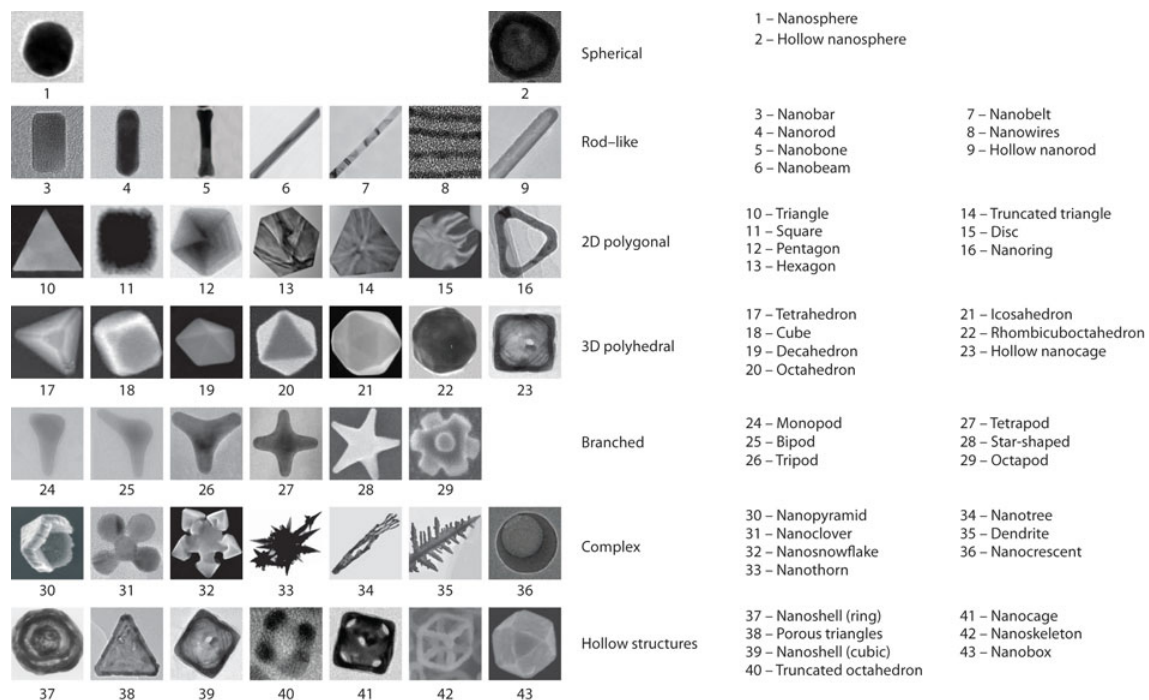 1 2
Spherical
1 – Nanosphere
2 – Hollow nanosphere
3 4 5 6 7 8 9
Rod–like
3 – Nanobar
4 – Nanorod
5 – Nanobone
6 – Nanobeam
7 – Nanobelt
8 – Nanowires
9 – Hollow nanorod
10 11 12 13 14 15 16
2D polygonal
10 – Triangle
11 – Square
12 – Pentagon
13 – Hexagon
14 – Truncated triangle
15 – Disc
16 – Nanoring
17 18 19 20 21 22 23
3D polyhedral
17 – Tetrahedron
18 – Cube
19 – Decahedron
20 – Octahedron
21 – Icosahedron
22 – Rhombicuboctahedron
23 – Hollow nanocage
24 25 26 27 28 29
Branched
24 – Monopod
25 – Bipod
26 – Tripod
27 – Tetrapod
28 – Star-shaped
29 – Octapod
30 31 32 33 34 35 36
Complex
30 – Nanopyramid
31 – Nanoclover
32 – Nanosnowflake
33 – Nanothorn
34 – Nanotree
35 – Dendrite
36 – Nanocrescent
37 38 39 40 41 42 43
Hollow structures
37 – Nanoshell (ring)
38 – Porous triangles
39 – Nanoshell (cubic)
40 – Truncated octahedron
41 – Nanocage
42 – Nanoskeleton
43 – Nanobox